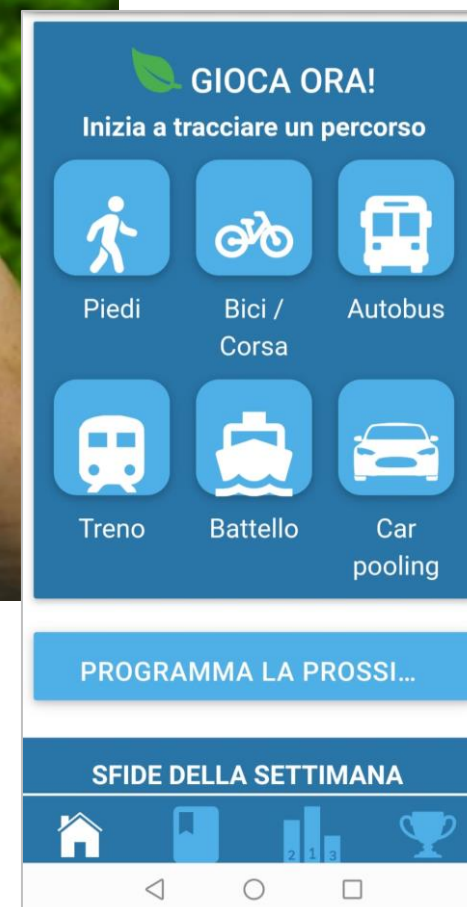 GIOCA ORA!
Inizia a tracciare un percorso
Piedi
Bici /
Corsa
Autobus
Treno
Battello
Car
pooling
PROGRAMMA LA PROSSI...
SFIDE DELLA SETTIMANA
2 1 3